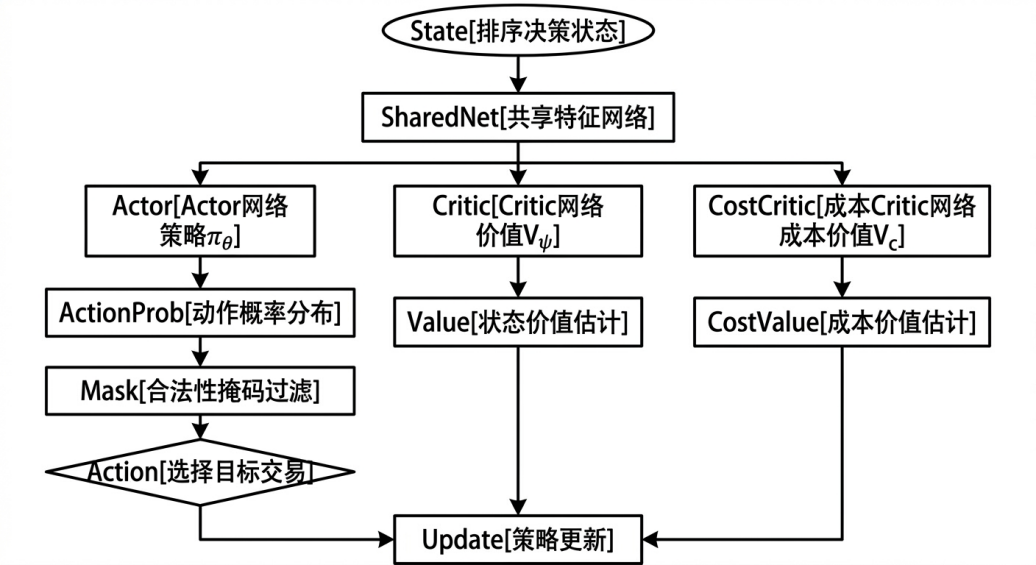 State[排序决策状态]
SharedNet[共享特征网络]
Actor[Actor网络
策略π_θ]
Critic[Critic网络
价值V_ψ]
CostCritic[成本Critic网络
成本价值V_c]
ActionProb[动作概率分布]
Value[状态价值估计]
CostValue[成本价值估计]
Mask[合法性掩码过滤]
Action[选择目标交易]
Update[策略更新]